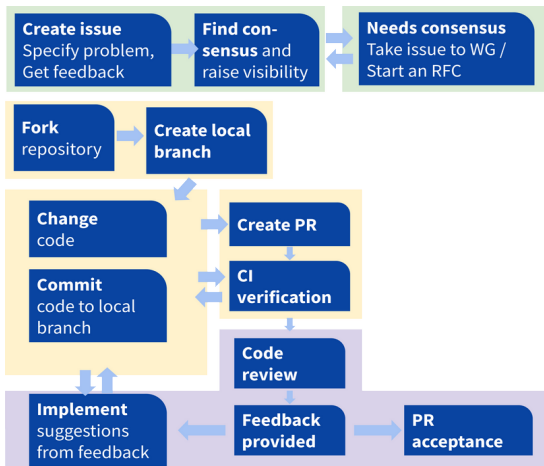 Create issue
Specify problem,
Get feedback
Find con-
sensus and
raise visibility
Needs consensus
Take issue to WG /
Start an RFC
Fork
repository
Create local
branch
Change
code
Create PR
Commit
code to local
branch
CI
verification
Code
review
Implement
suggestions
from feedback
Feedback
provided
PR
acceptance